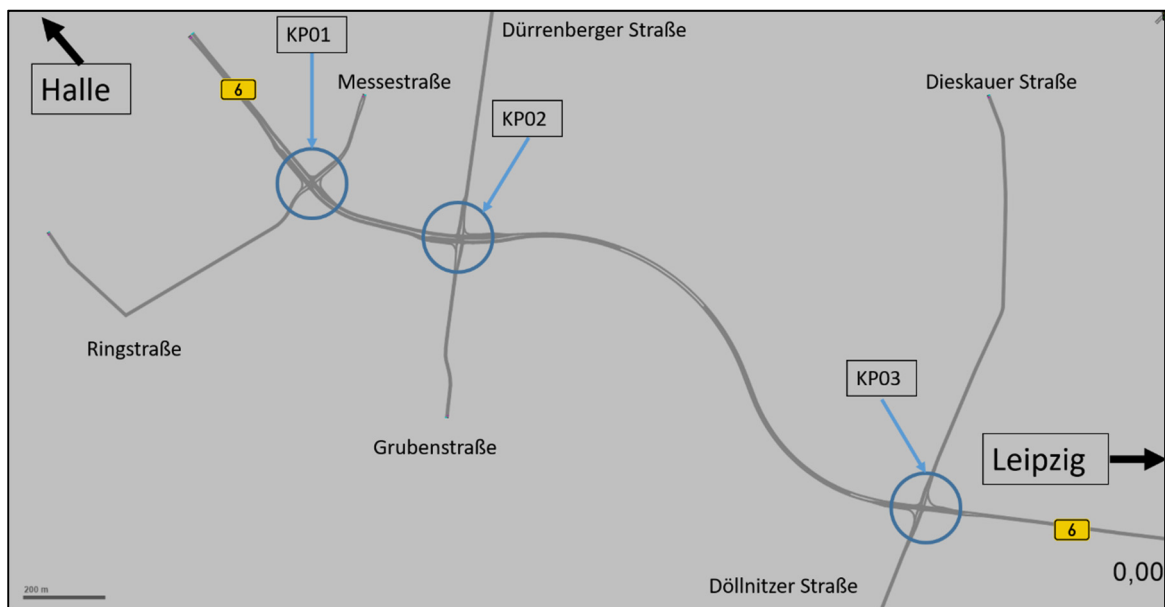 KP01
Dürrenberger Straße
Halle
6
Messestraße
Dieskauer Straße
KP02
Ringstraße
KP03
Grubenstraße
Leipzig
6
0,00
Döllnitzer Straße
200 m